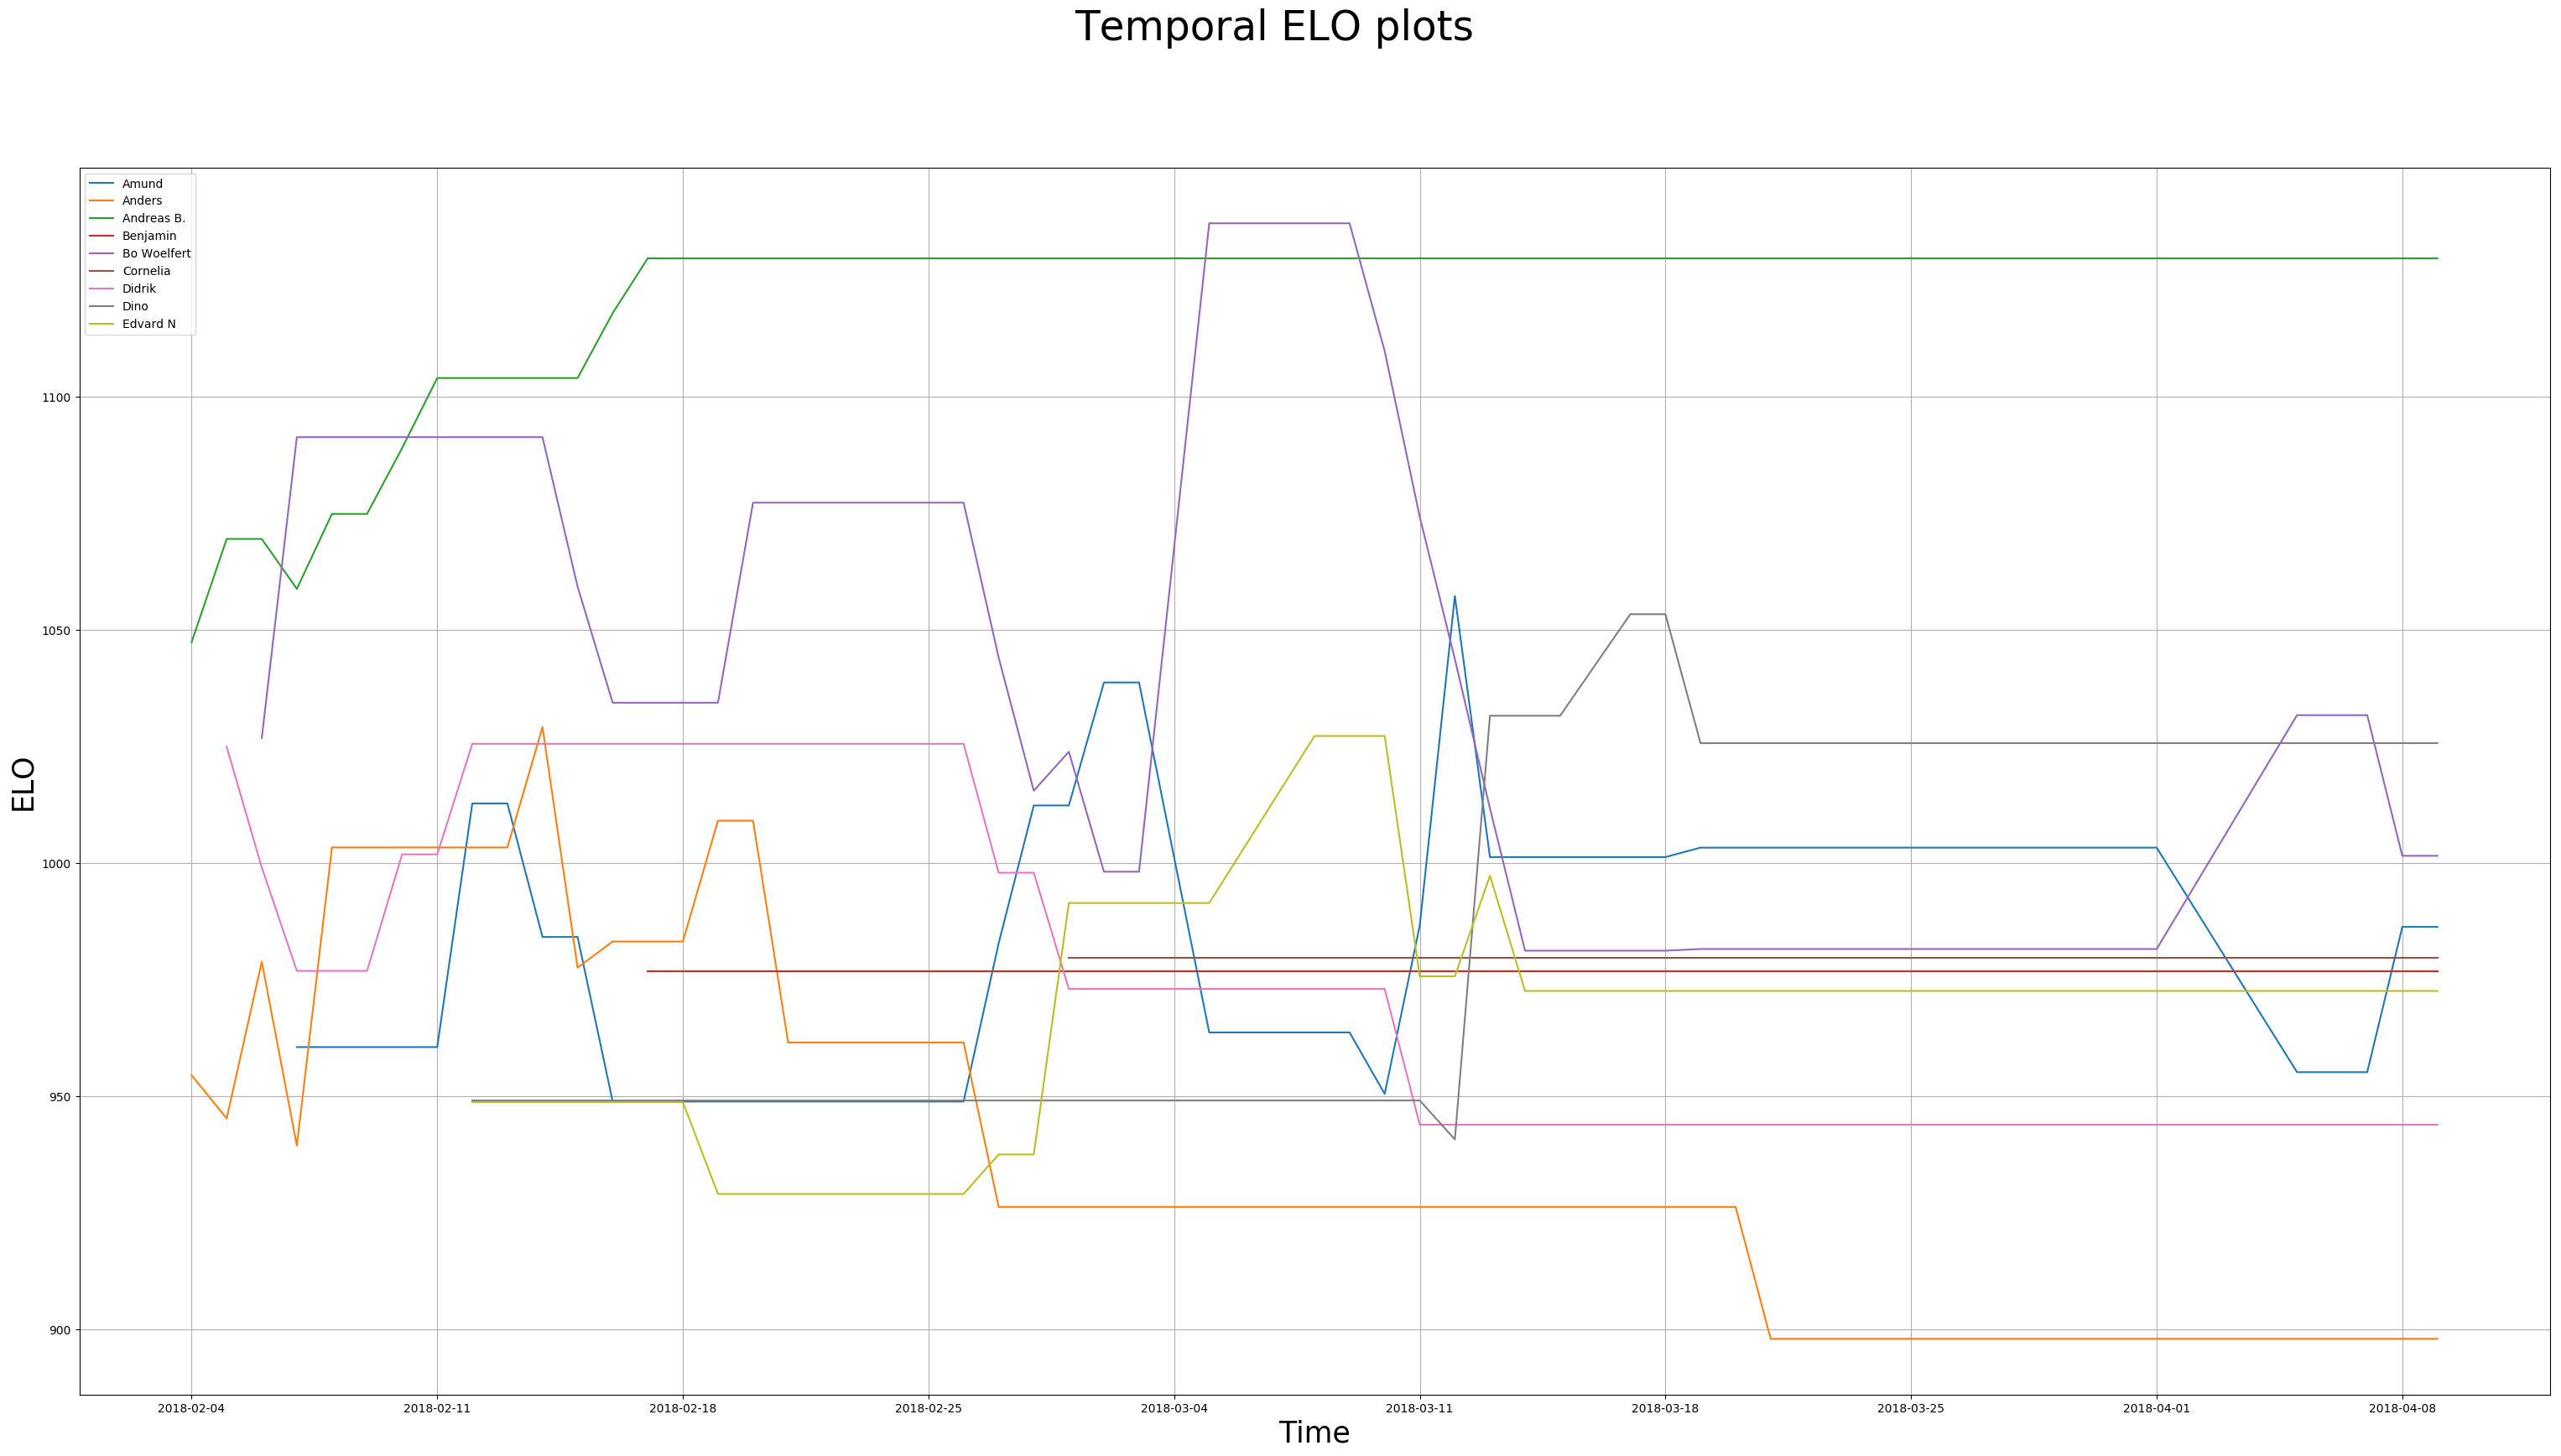 Temporal ELO plots
Amund
Anders
Andreas B.
Benjamin
Bo Woelfert
Cornelia
Didrik
Dino
Edvard N
1100
1050
1000
950
900
ELO
2018-02-04
2018-02-11
2018-02-18
2018-02-25
2018-03-04
2018-03-11
2018-03-18
2018-03-25
2018-04-01
2018-04-08
Time